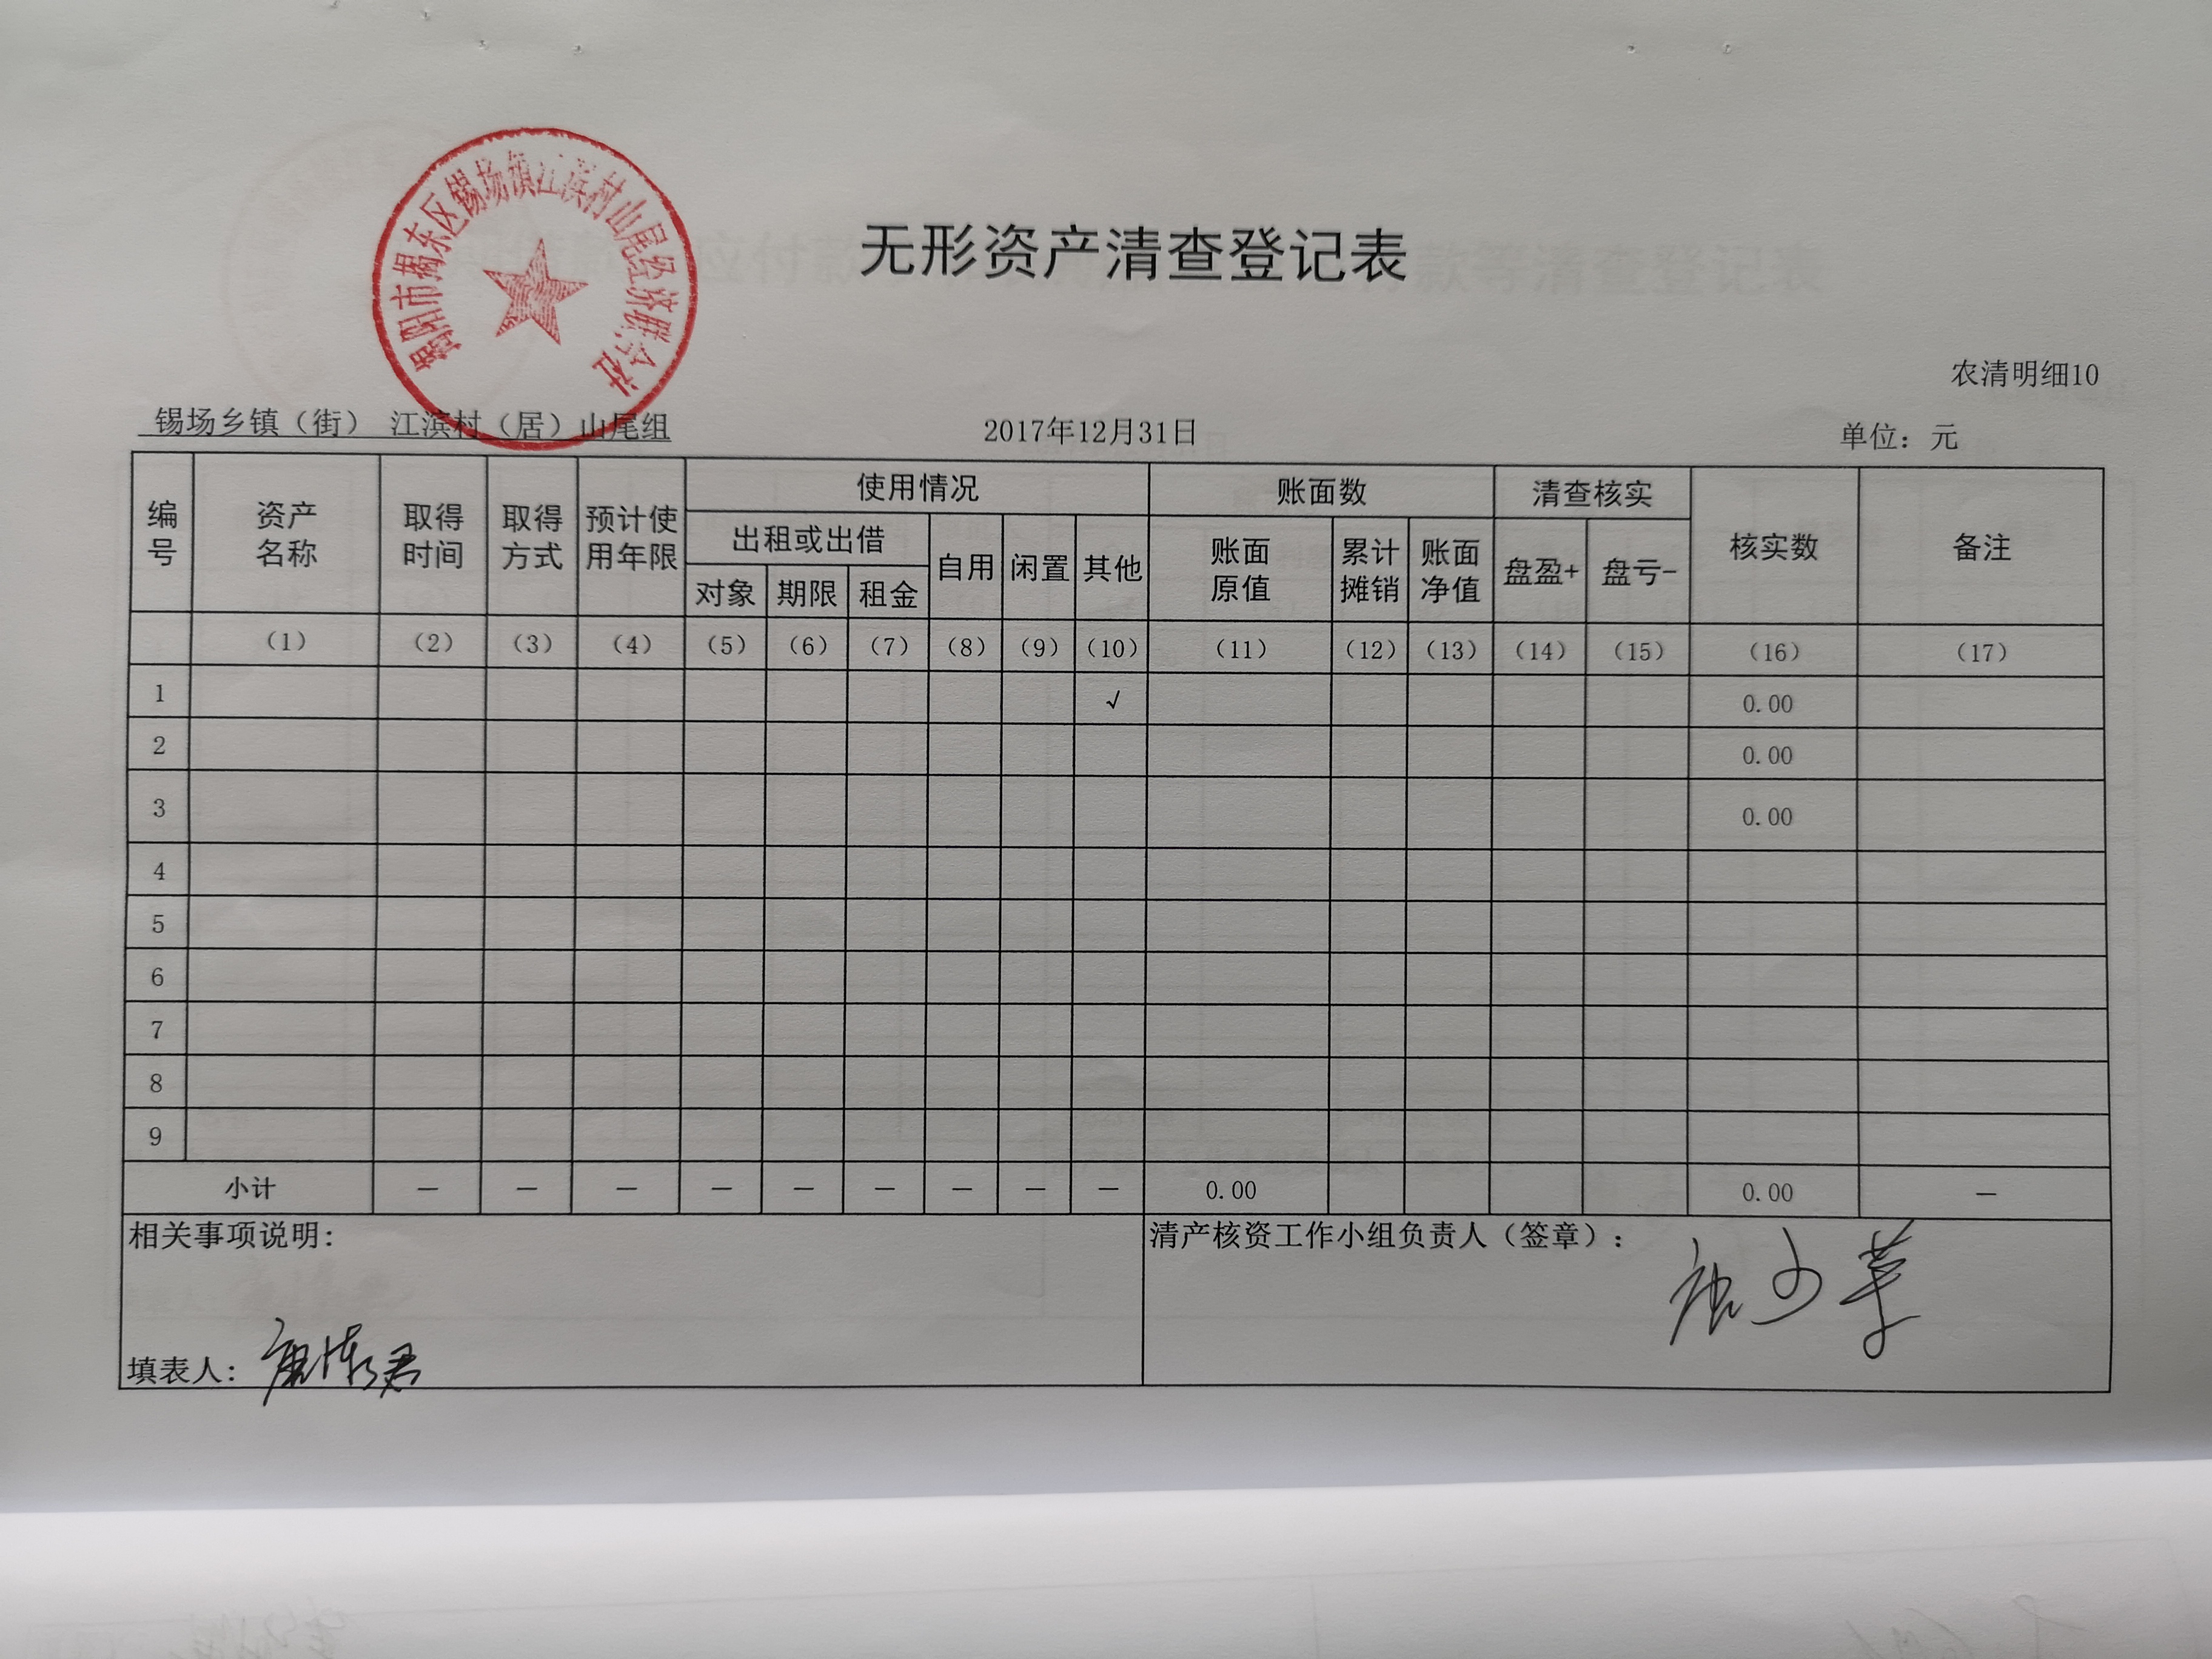 揭阳市揭东区锡场镇江滨村山尾经济联合社
无形资产清查登记表
农清明细10
锡场乡镇（街） 江滨村（居）山尾组 2017年12月31日 单位：元
编号 资产名称 取得时间 取得方式 预计使用年限 使用情况 账面数 清查核实 核实数 备注
出租或出借 自用 闲置 其他 账面原值 累计摊销 账面净值 盘盈+ 盘亏-
对象 期限 租金
（1） （2） （3） （4） （5） （6） （7） （8） （9） （10） （11） （12） （13） （14） （15） （16） （17）
1 √ 0.00
2 0.00
3 0.00
4
5
6
7
8
9
小计 — — — — — — — — — 0.00 0.00 —
相关事项说明： 清产核资工作小组负责人（签章）：
填表人：